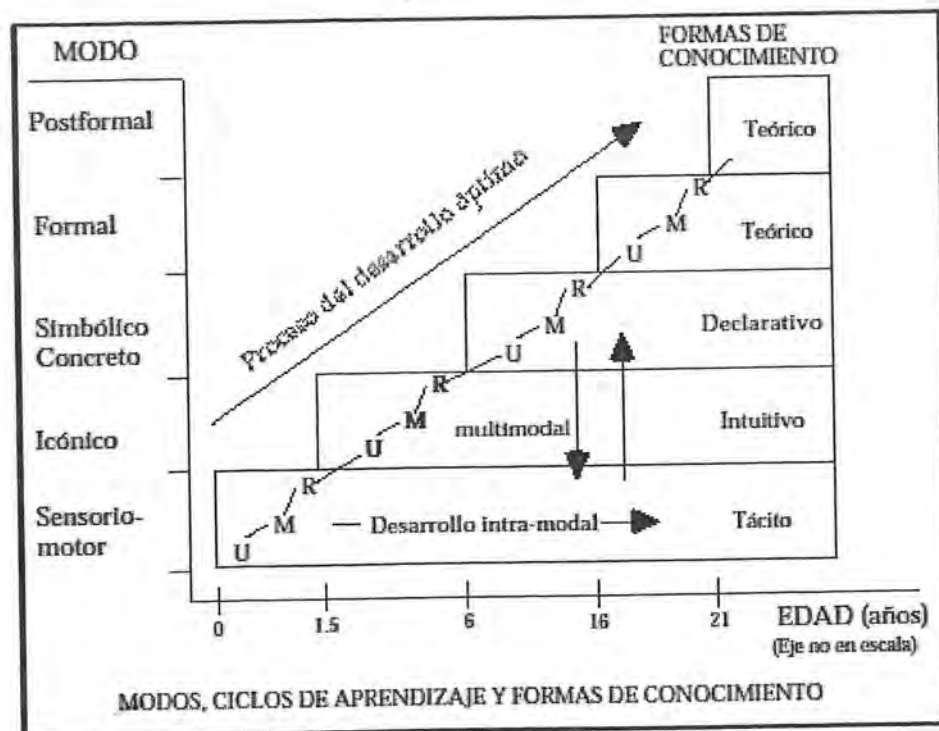 MODO
FORMAS DE
CONOCIMIENTO
Postformal
Teórico
Proceso del desarrollo óptimo
R
Formal
M
Teórico
U
R
Simbólico
Concreto
M
Declarativo
U
R
Icónico
M
multimodal
Intuitivo
U
R
Sensorio-
motor
M
Desarrollo intra-modal
Tácito
U
0
1.5
6
16
21
EDAD (años)
(Eje no en escala)
MODOS, CICLOS DE APRENDIZAJE Y FORMAS DE CONOCIMIENTO